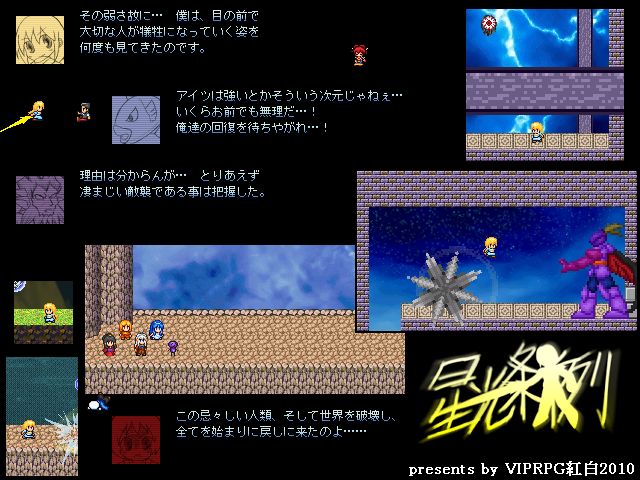 その弱さ故に… 僕は、目の前で
大切な人が犠牲になっていく姿を
何度も見てきたのです。
アイツは強いとかそういう次元じゃねぇ…
いくらお前でも無理だ…！
俺達の回復を待ちやがれ…！
理由は分からんが… とりあえず
凄まじい敵襲である事は把握した。
この忌々しい人類、そして世界を破壊し、
全てを始まりに戻しに来たのよ……
presents by VIPRPG紅白2010